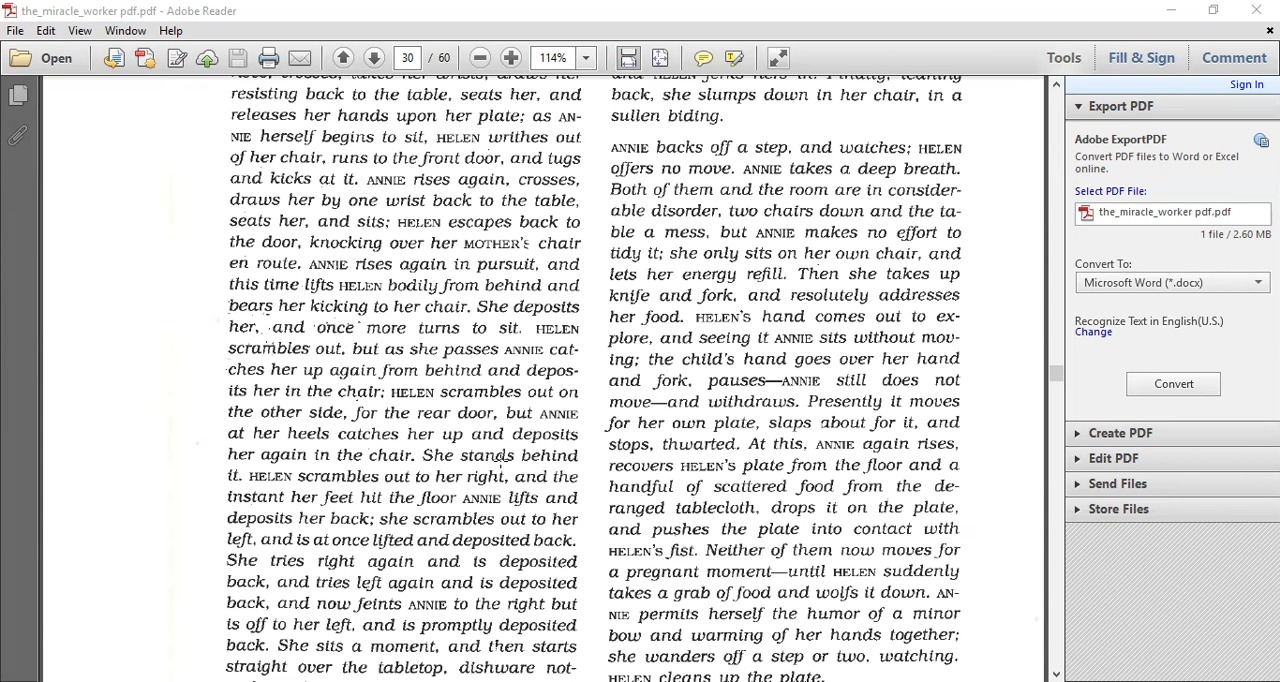 the_miracle_worker pdf.pdf - Adobe Reader
File Edit View Window Help
Open 30 / 60 114% Tools Fill & Sign Comment
resisting back to the table, seats her, and
releases her hands upon her plate; as AN-
NIE herself begins to sit, HELEN writhes out
of her chair, runs to the front door, and tugs
and kicks at it. ANNIE rises again, crosses,
draws her by one wrist back to the table,
seats her, and sits; HELEN escapes back to
the door, knocking over her MOTHER's chair
en route. ANNIE rises again in pursuit, and
this time lifts HELEN bodily from behind and
bears her kicking to her chair. She deposits
her, and once more turns to sit. HELEN
scrambles out, but as she passes ANNIE cat-
ches her up again from behind and depos-
its her in the chair; HELEN scrambles out on
the other side, for the rear door, but ANNIE
at her heels catches her up and deposits
her again in the chair. She stands behind
it. HELEN scrambles out to her right, and the
instant her feet hit the floor ANNIE lifts and
deposits her back; she scrambles out to her
left, and is at once lifted and deposited back.
She tries right again and is deposited
back, and tries left again and is deposited
back, and now feints ANNIE to the right but
is off to her left, and is promptly deposited
back. She sits a moment, and then starts
straight over the tabletop, dishware not-
and HELEN jerks hers in. Finally, leaning
back, she slumps down in her chair, in a
sullen biding.
ANNIE backs off a step, and watches; HELEN
offers no move. ANNIE takes a deep breath.
Both of them and the room are in consider-
able disorder, two chairs down and the ta-
ble a mess, but ANNIE makes no effort to
tidy it; she only sits on her own chair, and
lets her energy refill. Then she takes up
knife and fork, and resolutely addresses
her food. HELEN's hand comes out to ex-
plore, and seeing it ANNIE sits without mov-
ing; the child's hand goes over her hand
and fork, pauses—ANNIE still does not
move—and withdraws. Presently it moves
for her own plate, slaps about for it, and
stops, thwarted. At this, ANNIE again rises,
recovers HELEN's plate from the floor and a
handful of scattered food from the de-
ranged tablecloth, drops it on the plate,
and pushes the plate into contact with
HELEN's fist. Neither of them now moves for
a pregnant moment—until HELEN suddenly
takes a grab of food and wolfs it down. AN-
NIE permits herself the humor of a minor
bow and warming of her hands together;
she wanders off a step or two, watching.
HELEN cleans up the plate.
Sign In
Export PDF
Adobe ExportPDF
Convert PDF files to Word or Excel
online.
Select PDF File:
the_miracle_worker pdf.pdf
1 file / 2.60 MB
Convert To:
Microsoft Word (*.docx)
Recognize Text in English(U.S.)
Change
Convert
Create PDF
Edit PDF
Send Files
Store Files